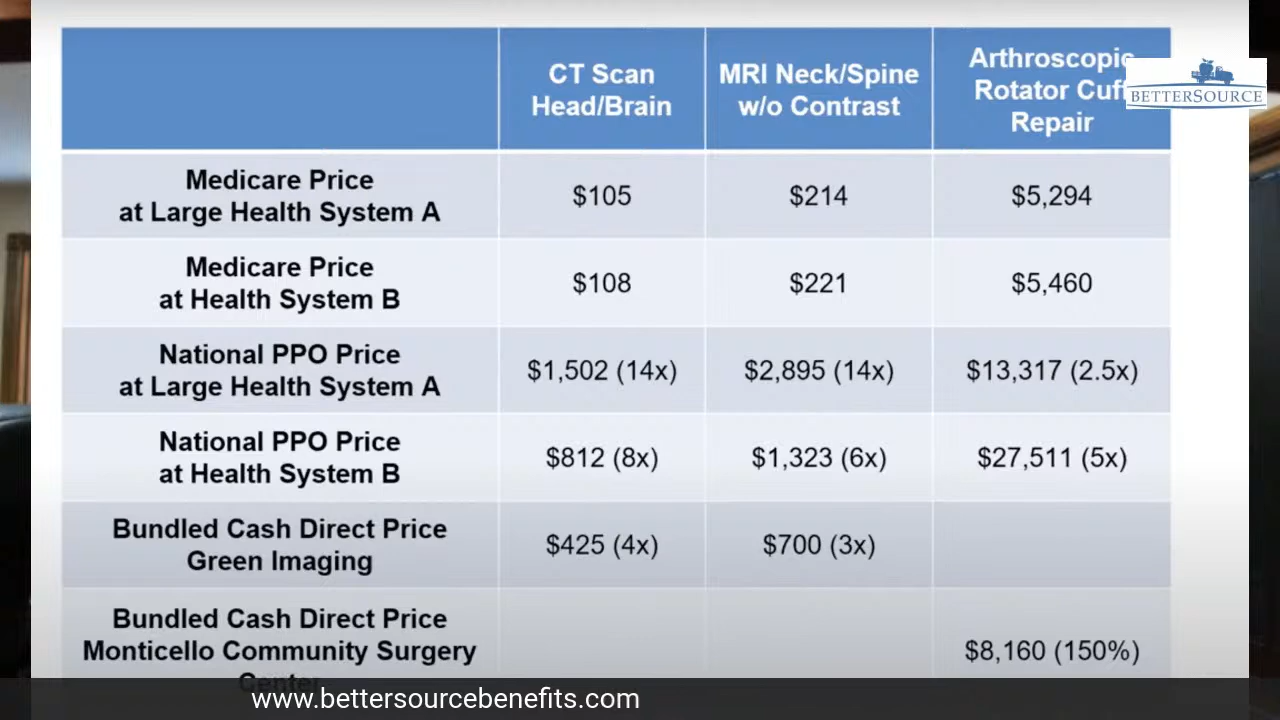 CT Scan
Head/Brain
MRI Neck/Spine
w/o Contrast
Arthroscopic
Rotator Cuff
Repair
BETTERSOURCE
Medicare Price
at Large Health System A
$105
$214
$5,294
Medicare Price
at Health System B
$108
$221
$5,460
National PPO Price
at Large Health System A
$1,502 (14x)
$2,895 (14x)
$13,317 (2.5x)
National PPO Price
at Health System B
$812 (8x)
$1,323 (6x)
$27,511 (5x)
Bundled Cash Direct Price
Green Imaging
$425 (4x)
$700 (3x)
Bundled Cash Direct Price
Monticello Community Surgery
Center
$8,160 (150%)
www.bettersourcebenefits.com